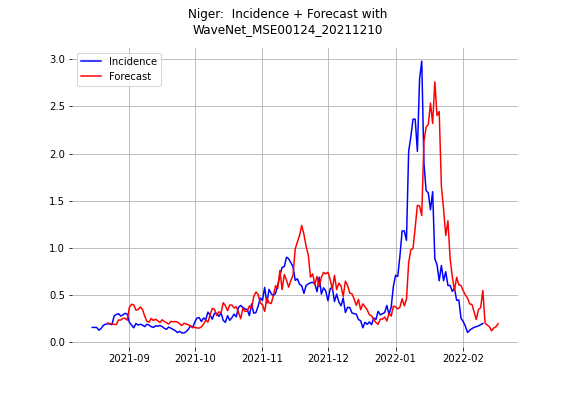 Niger:  Incidence + Forecast with
WaveNet_MSE00124_20211210
Incidence
Forecast
3.0
2.5
2.0
1.5
1.0
0.5
0.0
2021-09 2021-10 2021-11 2021-12 2022-01 2022-02